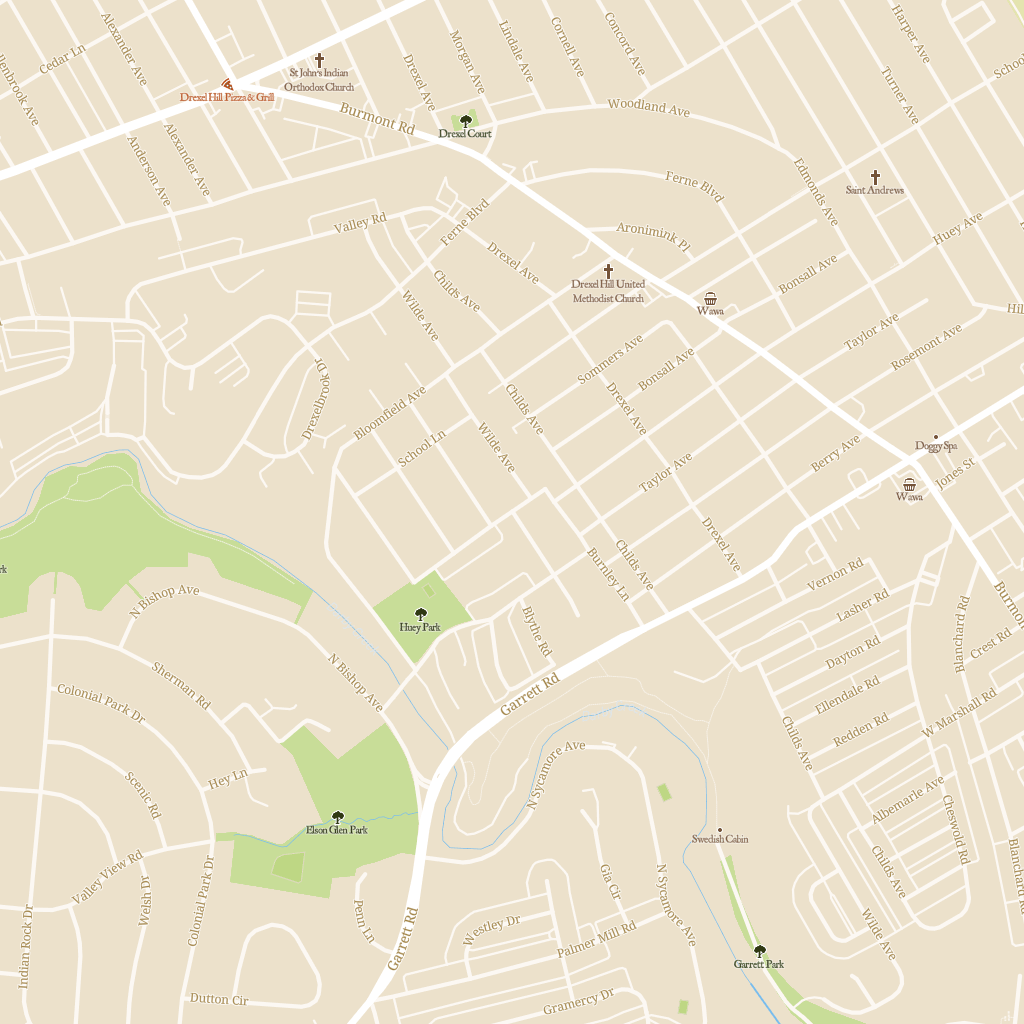 Cedar Ln
Alexander Ave
Drexel Hill Pizza & Grill
St John's Indian
Orthodox Church
Drexel Ave
Morgan Ave
Lindale Ave
Cornell Ave
Concord Ave
Harper Ave
Turner Ave
Burmont Rd
Drexel Court
Woodland Ave
Anderson Ave
Alexander Ave
Edmonds Ave
Saint Andrews
Ferne Blvd
Valley Rd
Ferne Blvd
Aronimink Pl
Huey Ave
Drexel Ave
Bonsall Ave
Drexel Hill United
Methodist Church
Wawa
Childs Ave
Wilde Ave
Taylor Ave
Rosemont Ave
Sommers Ave
Bonsall Ave
Drexelbrook Dr
Bloomfield Ave
School Ln
Childs Ave
Drexel Ave
Wilde Ave
Taylor Ave
Berry Ave
Doggy Spa
Jones St
Wawa
Drexel Ave
Childs Ave
Burnley Ln
Vernon Rd
Lasher Rd
N Bishop Ave
Huey Park
Blythe Rd
Blanchard Rd
Crest Rd
Dayton Rd
N Bishop Ave
Sherman Rd
Colonial Park Dr
Garrett Rd
Ellendale Rd
Redden Rd
W Marshall Rd
Childs Ave
N Sycamore Ave
Hey Ln
Scenic Rd
Albemarle Ave
Cheswold Rd
Elson Glen Park
Swedish Cabin
Valley View Rd
Welsh Dr
Colonial Park Dr
Childs Ave
Gia Cir
N Sycamore Ave
Penn Ln
Garrett Rd
Westley Dr
Palmer Mill Rd
Wilde Ave
Indian Rock Dr
Garrett Park
Dutton Cir
Gramercy Dr